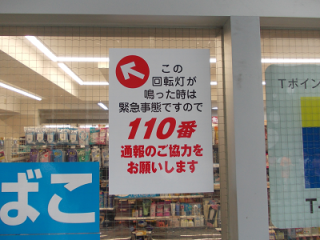 この
回転灯が
鳴った時は
緊急事態ですので
110番
通報のご協力を
お願いします
ばこ
Tポイン
T-